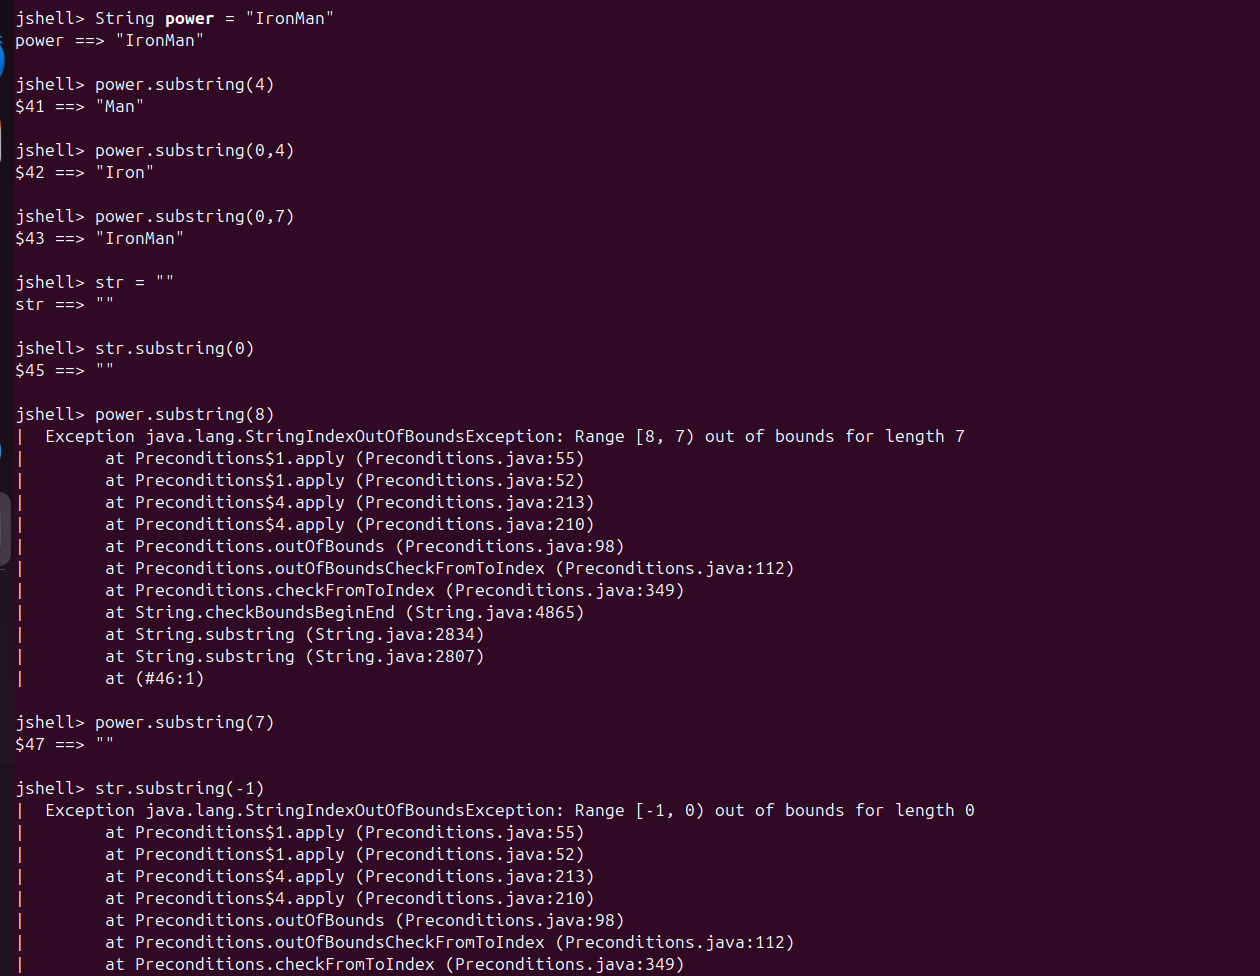 jshell> String power = "IronMan"
power ==> "IronMan"
jshell> power.substring(4)
$41 ==> "Man"
jshell> power.substring(0,4)
$42 ==> "Iron"
jshell> power.substring(0,7)
$43 ==> "IronMan"
jshell> str = ""
str ==> ""
jshell> str.substring(0)
$45 ==> ""
jshell> power.substring(8)
|  Exception java.lang.StringIndexOutOfBoundsException: Range [8, 7) out of bounds for length 7
|        at Preconditions$1.apply (Preconditions.java:55)
|        at Preconditions$1.apply (Preconditions.java:52)
|        at Preconditions$4.apply (Preconditions.java:213)
|        at Preconditions$4.apply (Preconditions.java:210)
|        at Preconditions.outOfBounds (Preconditions.java:98)
|        at Preconditions.outOfBoundsCheckFromToIndex (Preconditions.java:112)
|        at Preconditions.checkFromToIndex (Preconditions.java:349)
|        at String.checkBoundsBeginEnd (String.java:4865)
|        at String.substring (String.java:2834)
|        at String.substring (String.java:2807)
|        at (#46:1)
jshell> power.substring(7)
$47 ==> ""
jshell> str.substring(-1)
|  Exception java.lang.StringIndexOutOfBoundsException: Range [-1, 0) out of bounds for length 0
|        at Preconditions$1.apply (Preconditions.java:55)
|        at Preconditions$1.apply (Preconditions.java:52)
|        at Preconditions$4.apply (Preconditions.java:213)
|        at Preconditions$4.apply (Preconditions.java:210)
|        at Preconditions.outOfBounds (Preconditions.java:98)
|        at Preconditions.outOfBoundsCheckFromToIndex (Preconditions.java:112)
|        at Preconditions.checkFromToIndex (Preconditions.java:349)